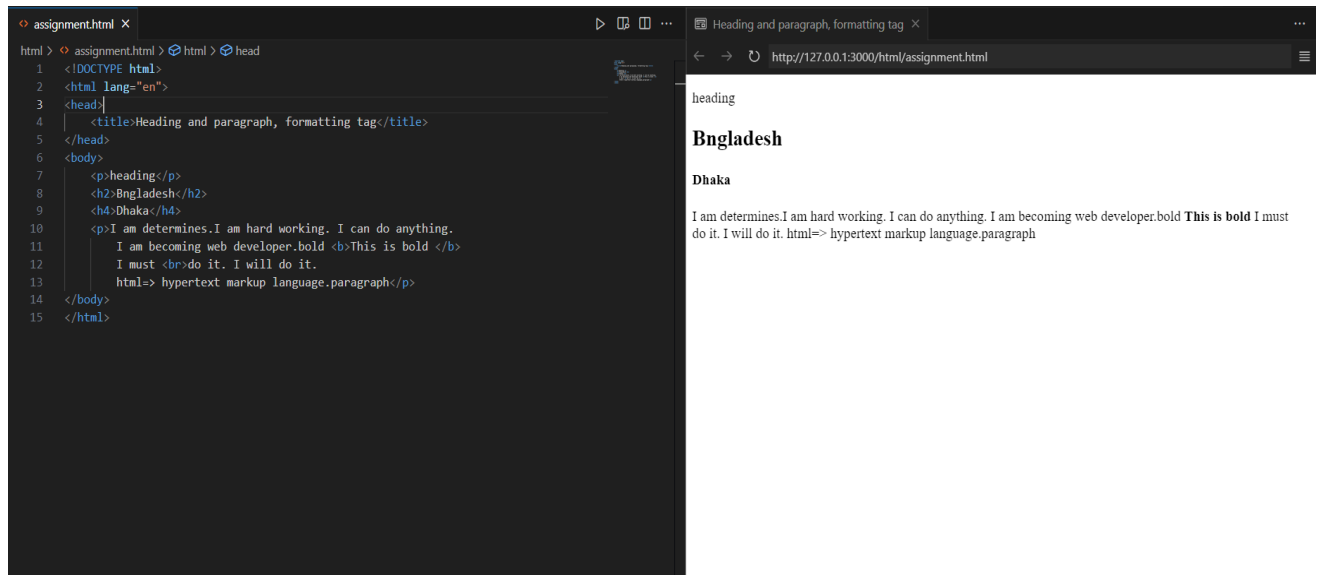 assignment.html
html > assignment.html > html > head
1 <!DOCTYPE html>
2 <html lang="en">
3 <head>
4 <title>Heading and paragraph, formatting tag</title>
5 </head>
6 <body>
7 <p>heading</p>
8 <h2>Bngladesh</h2>
9 <h4>Dhaka</h4>
10 <p>I am determines.I am hard working. I can do anything.
11 I am becoming web developer.bold <b>This is bold </b>
12 I must <br>do it. I will do it.
13 html=> hypertext markup language.paragraph</p>
14 </body>
15 </html>
Heading and paragraph, formatting tag
http://127.0.0.1:3000/html/assignment.html
heading
Bngladesh
Dhaka
I am determines.I am hard working. I can do anything. I am becoming web developer.bold This is bold I must
do it. I will do it. html=> hypertext markup language.paragraph